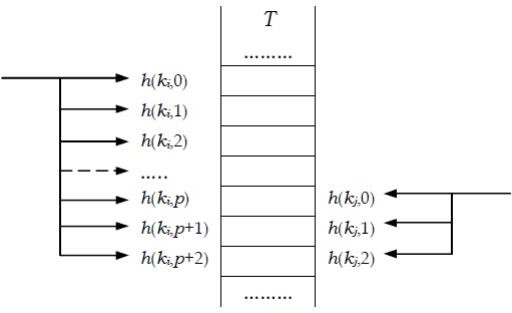 T
.........
h(kᵢ,0)
h(kᵢ,1)
h(kᵢ,2)
.....
h(kᵢ,p) h(kⱼ,0)
h(kᵢ,p+1) h(kⱼ,1)
h(kᵢ,p+2) h(kⱼ,2)
.........